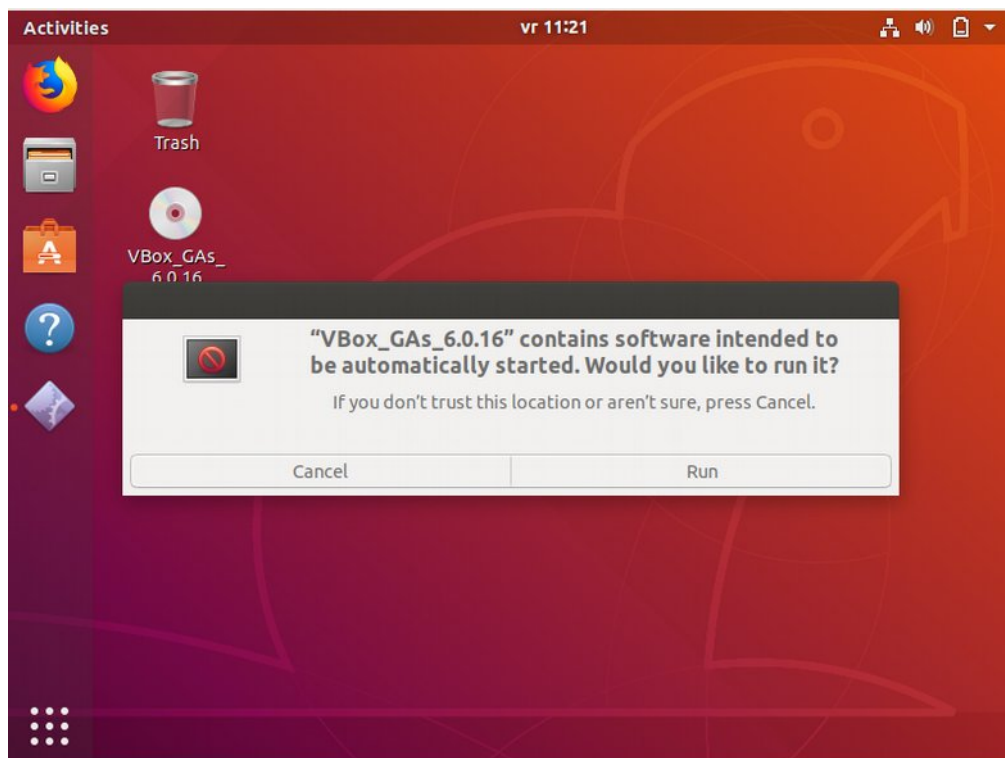 Activities
vr 11:21
Trash
VBox_GAs_
6.0.16
“VBox_GAs_6.0.16” contains software intended to
be automatically started. Would you like to run it?
If you don’t trust this location or aren’t sure, press Cancel.
Cancel
Run